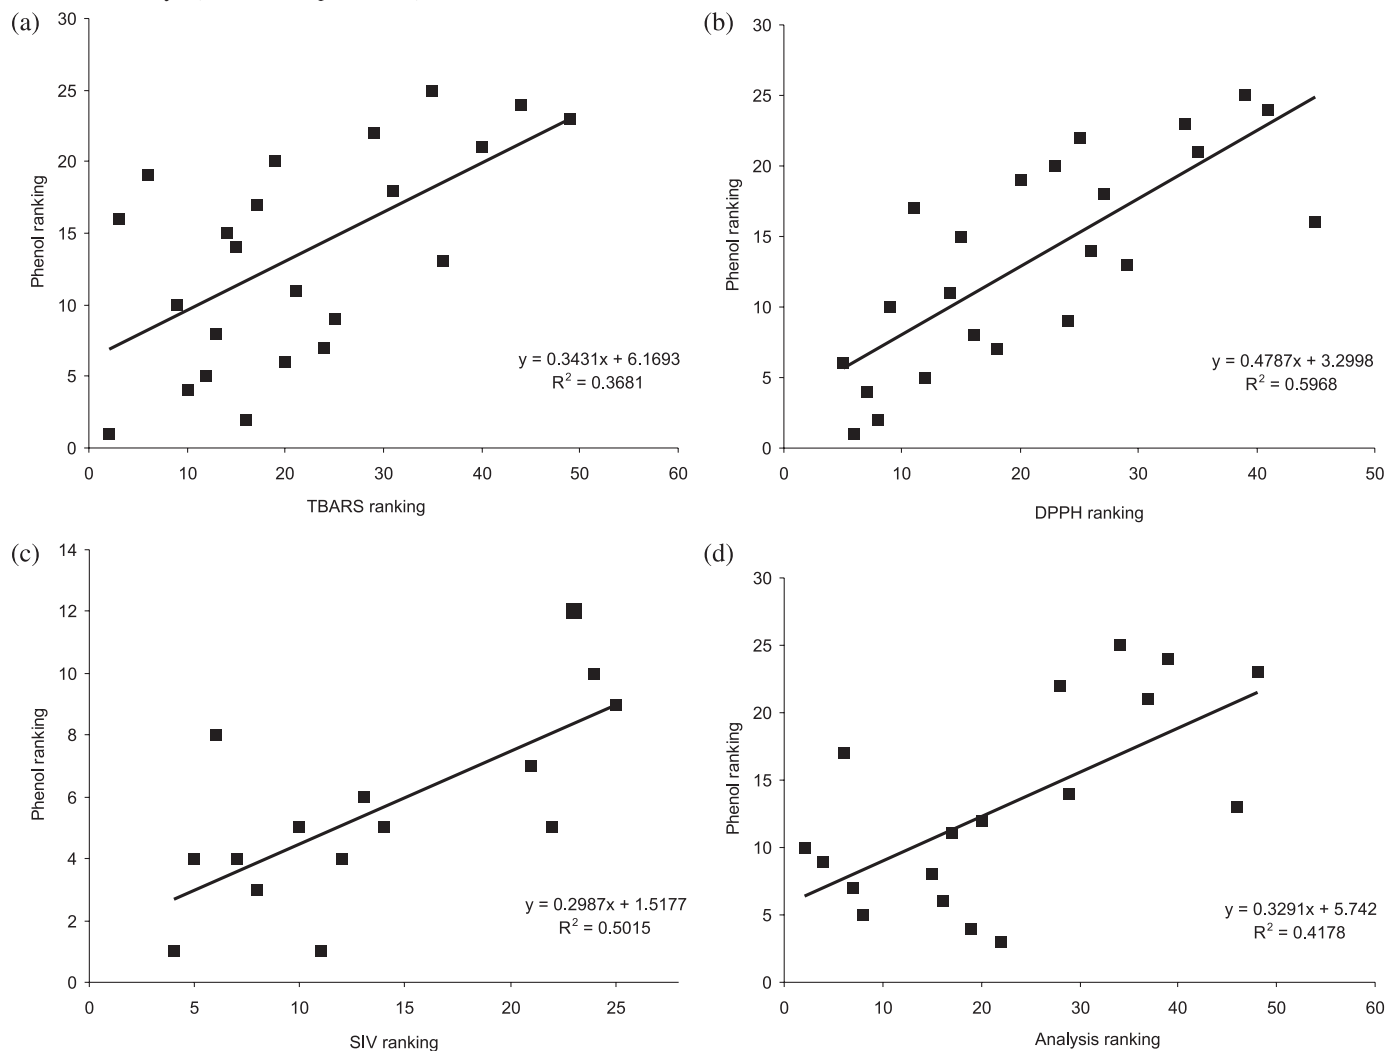 (a)
30
25
20
15
10
5
0
Phenol ranking
0 10 20 30 40 50 60
TBARS ranking
y = 0.3431x + 6.1693
R² = 0.3681
(b)
30
25
20
15
10
5
0
Phenol ranking
0 10 20 30 40 50
DPPH ranking
y = 0.4787x + 3.2998
R² = 0.5968
(c)
14
12
10
8
6
4
2
0
Phenol ranking
0 5 10 15 20 25
SIV ranking
y = 0.2987x + 1.5177
R² = 0.5015
(d)
30
25
20
15
10
5
0
Phenol ranking
0 10 20 30 40 50 60
Analysis ranking
y = 0.3291x + 5.742
R² = 0.4178